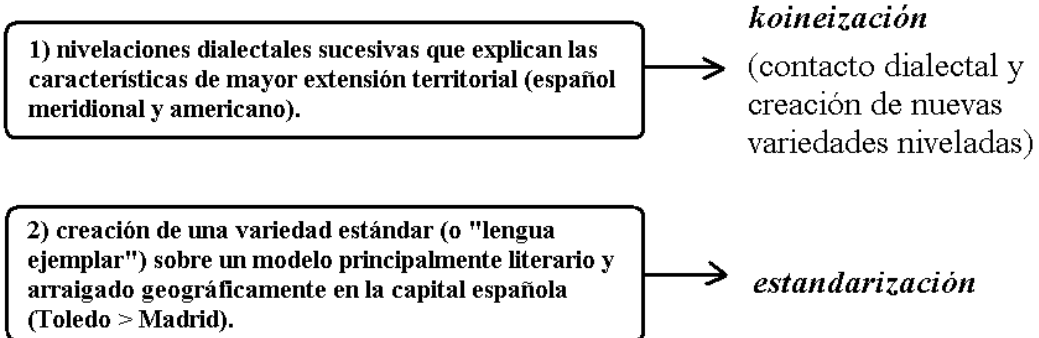 1) nivelaciones dialectales sucesivas que explican las
características de mayor extensión territorial (español
meridional y americano).
koineización
(contacto dialectal y
creación de nuevas
variedades niveladas)
2) creación de una variedad estándar (o "lengua
ejemplar") sobre un modelo principalmente literario y
arraigado geográficamente en la capital española
(Toledo > Madrid).
estandarización